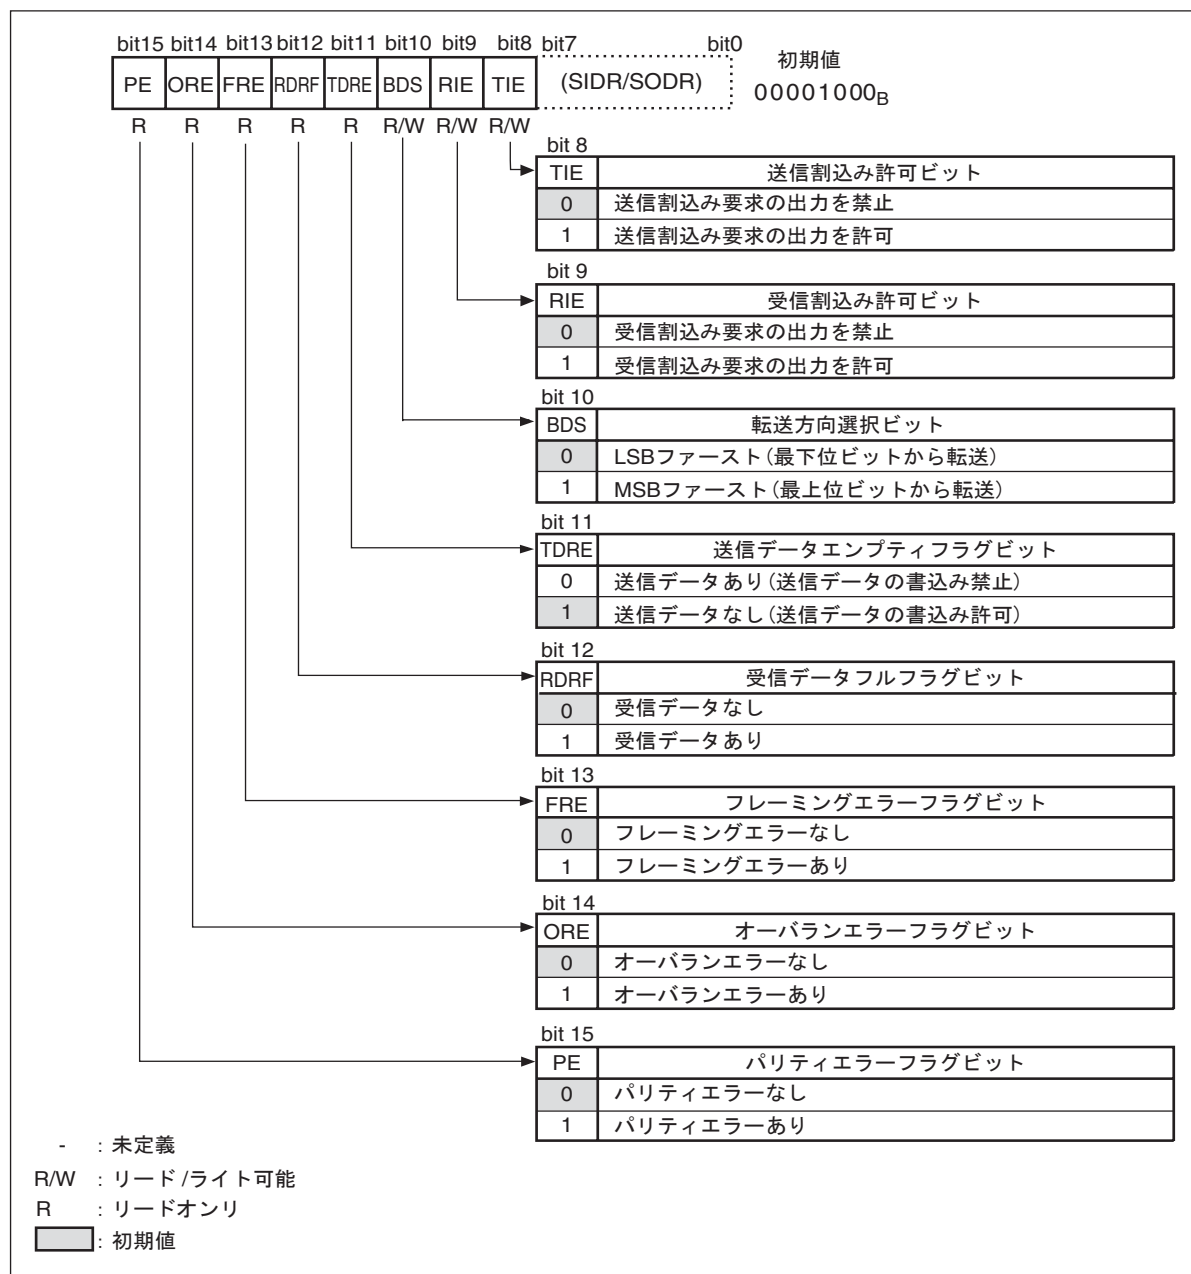 bit15 bit14 bit13 bit12 bit11 bit10 bit9 bit8 bit7 bit0
初期値
PE ORE FRE RDRF TDRE BDS RIE TIE (SIDR/SODR)
00001000B
R R R R R R/W R/W R/W
bit 8
TIE 送信割込み許可ビット
0 送信割込み要求の出力を禁止
1 送信割込み要求の出力を許可
bit 9
RIE 受信割込み許可ビット
0 受信割込み要求の出力を禁止
1 受信割込み要求の出力を許可
bit 10
BDS 転送方向選択ビット
0 LSBファースト(最下位ビットから転送)
1 MSBファースト(最上位ビットから転送)
bit 11
TDRE 送信データエンプティフラグビット
0 送信データあり(送信データの書込み禁止)
1 送信データなし(送信データの書込み許可)
bit 12
RDRF 受信データフルフラグビット
0 受信データなし
1 受信データあり
bit 13
FRE フレーミングエラーフラグビット
0 フレーミングエラーなし
1 フレーミングエラーあり
bit 14
ORE オーバランエラーフラグビット
0 オーバランエラーなし
1 オーバランエラーあり
bit 15
PE パリティエラーフラグビット
0 パリティエラーなし
1 パリティエラーあり
- : 未定義
R/W : リード/ライト可能
R : リードオンリ
: 初期値